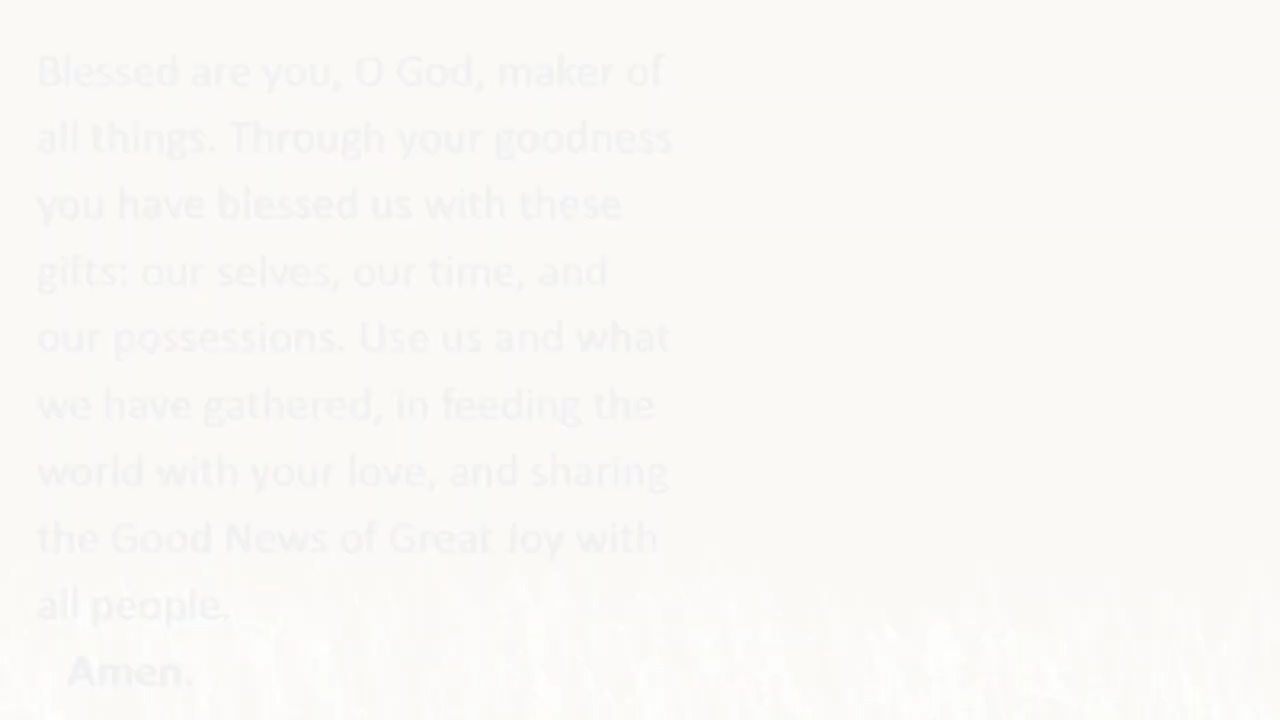 Blessed are you, O God, maker of
all things. Through your goodness
you have blessed us with these
gifts: our selves, our time, and
our possessions. Use us and what
we have gathered, in feeding the
world with your love, and sharing
the Good News of Great Joy with
all people.
Amen.